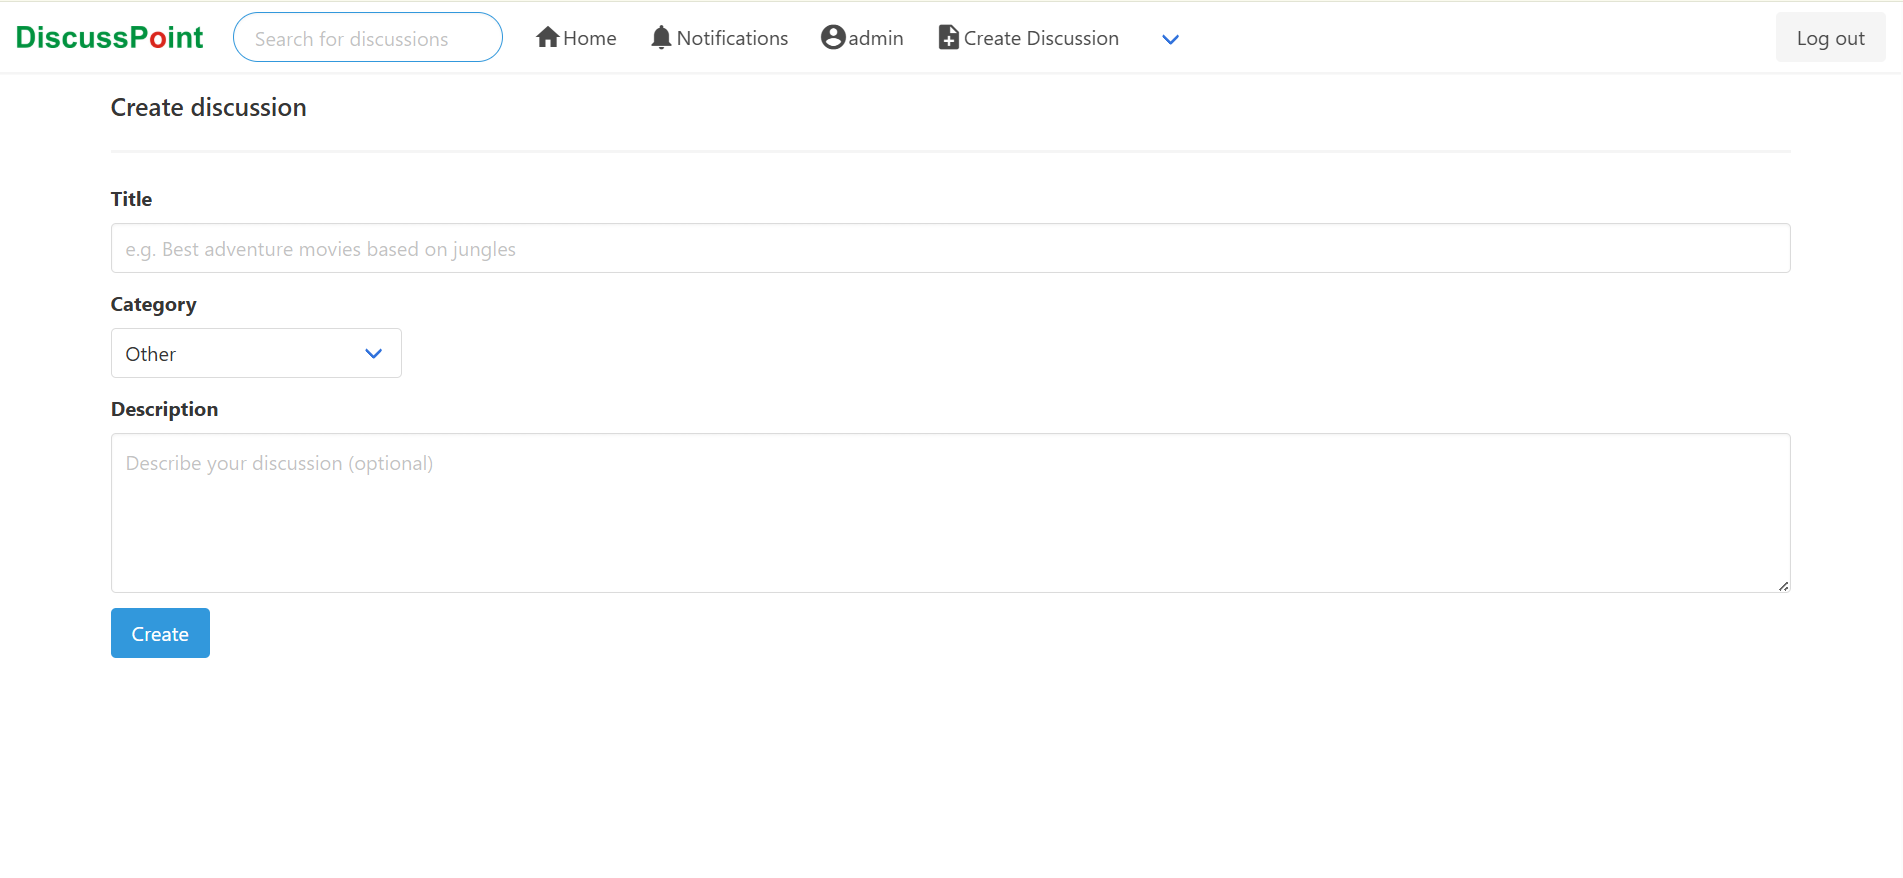 DiscussPoint Search for discussions Home Notifications admin Create Discussion Log out
Create discussion
Title
e.g. Best adventure movies based on jungles
Category
Other
Description
Describe your discussion (optional)
Create